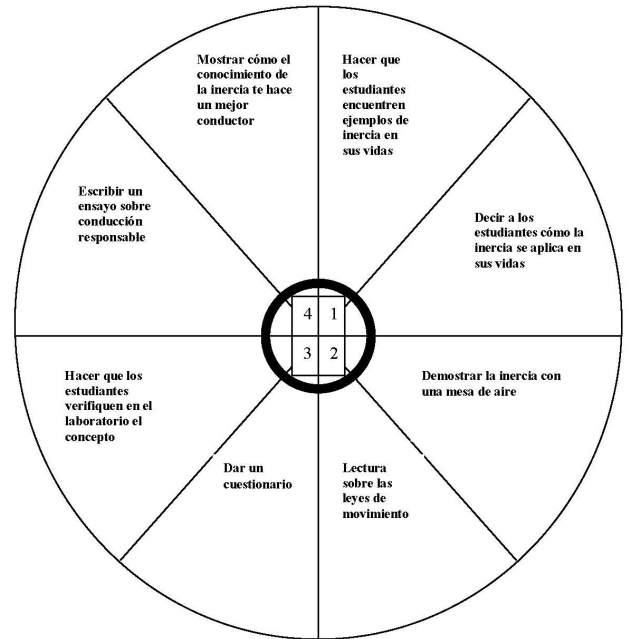 Mostrar cómo el
conocimiento de
la inercia te hace
un mejor
conductor
Hacer que
los
estudiantes
encuentren
ejemplos de
inercia en
sus vidas
Escribir un
ensayo sobre
conducción
responsable
Decir a los
estudiantes cómo la
inercia se aplica en
sus vidas
4 1
3 2
Hacer que los
estudiantes
verifiquen en el
laboratorio el
concepto
Demostrar la inercia con
una mesa de aire
Dar un
cuestionario
Lectura
sobre las
leyes de
movimiento